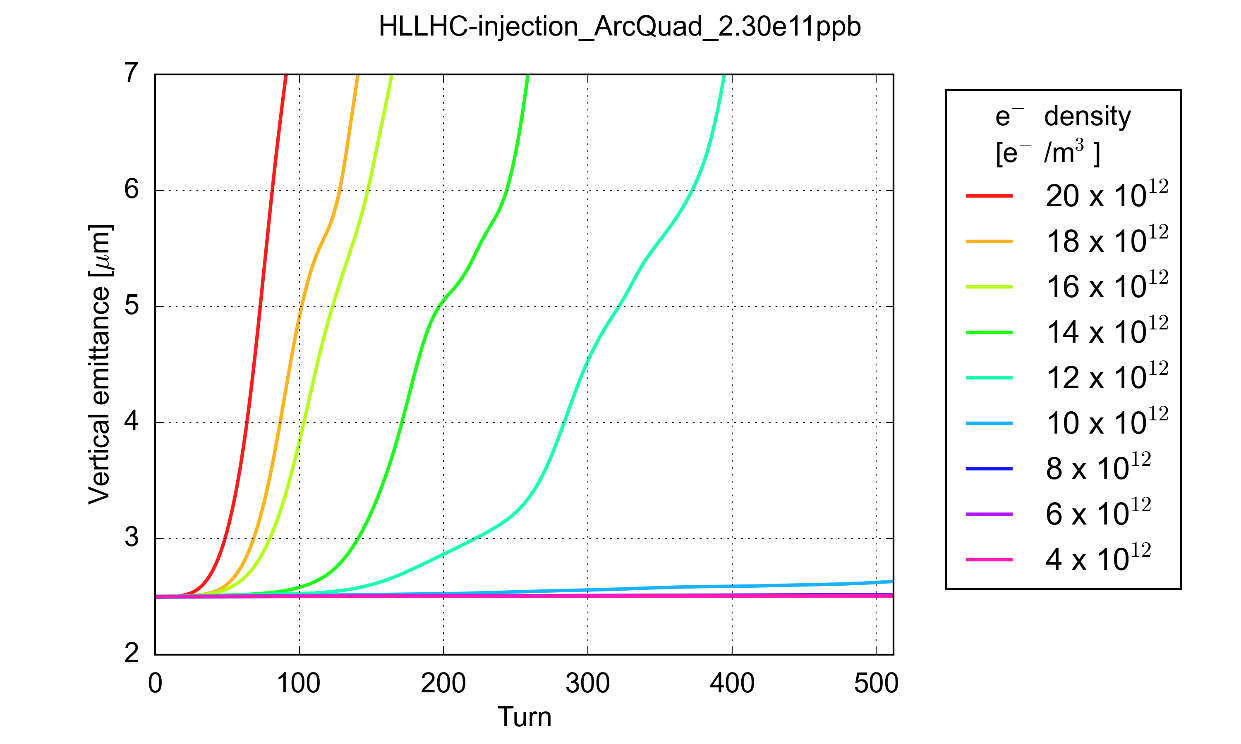 HLLHC-injection_ArcQuad_2.30e11ppb
7
6
5
4
3
2
Vertical emittance [μm]
0 100 200 300 400 500
Turn
e⁻ density
[e⁻ /m³ ]
20 x 10¹²
18 x 10¹²
16 x 10¹²
14 x 10¹²
12 x 10¹²
10 x 10¹²
8 x 10¹²
6 x 10¹²
4 x 10¹²